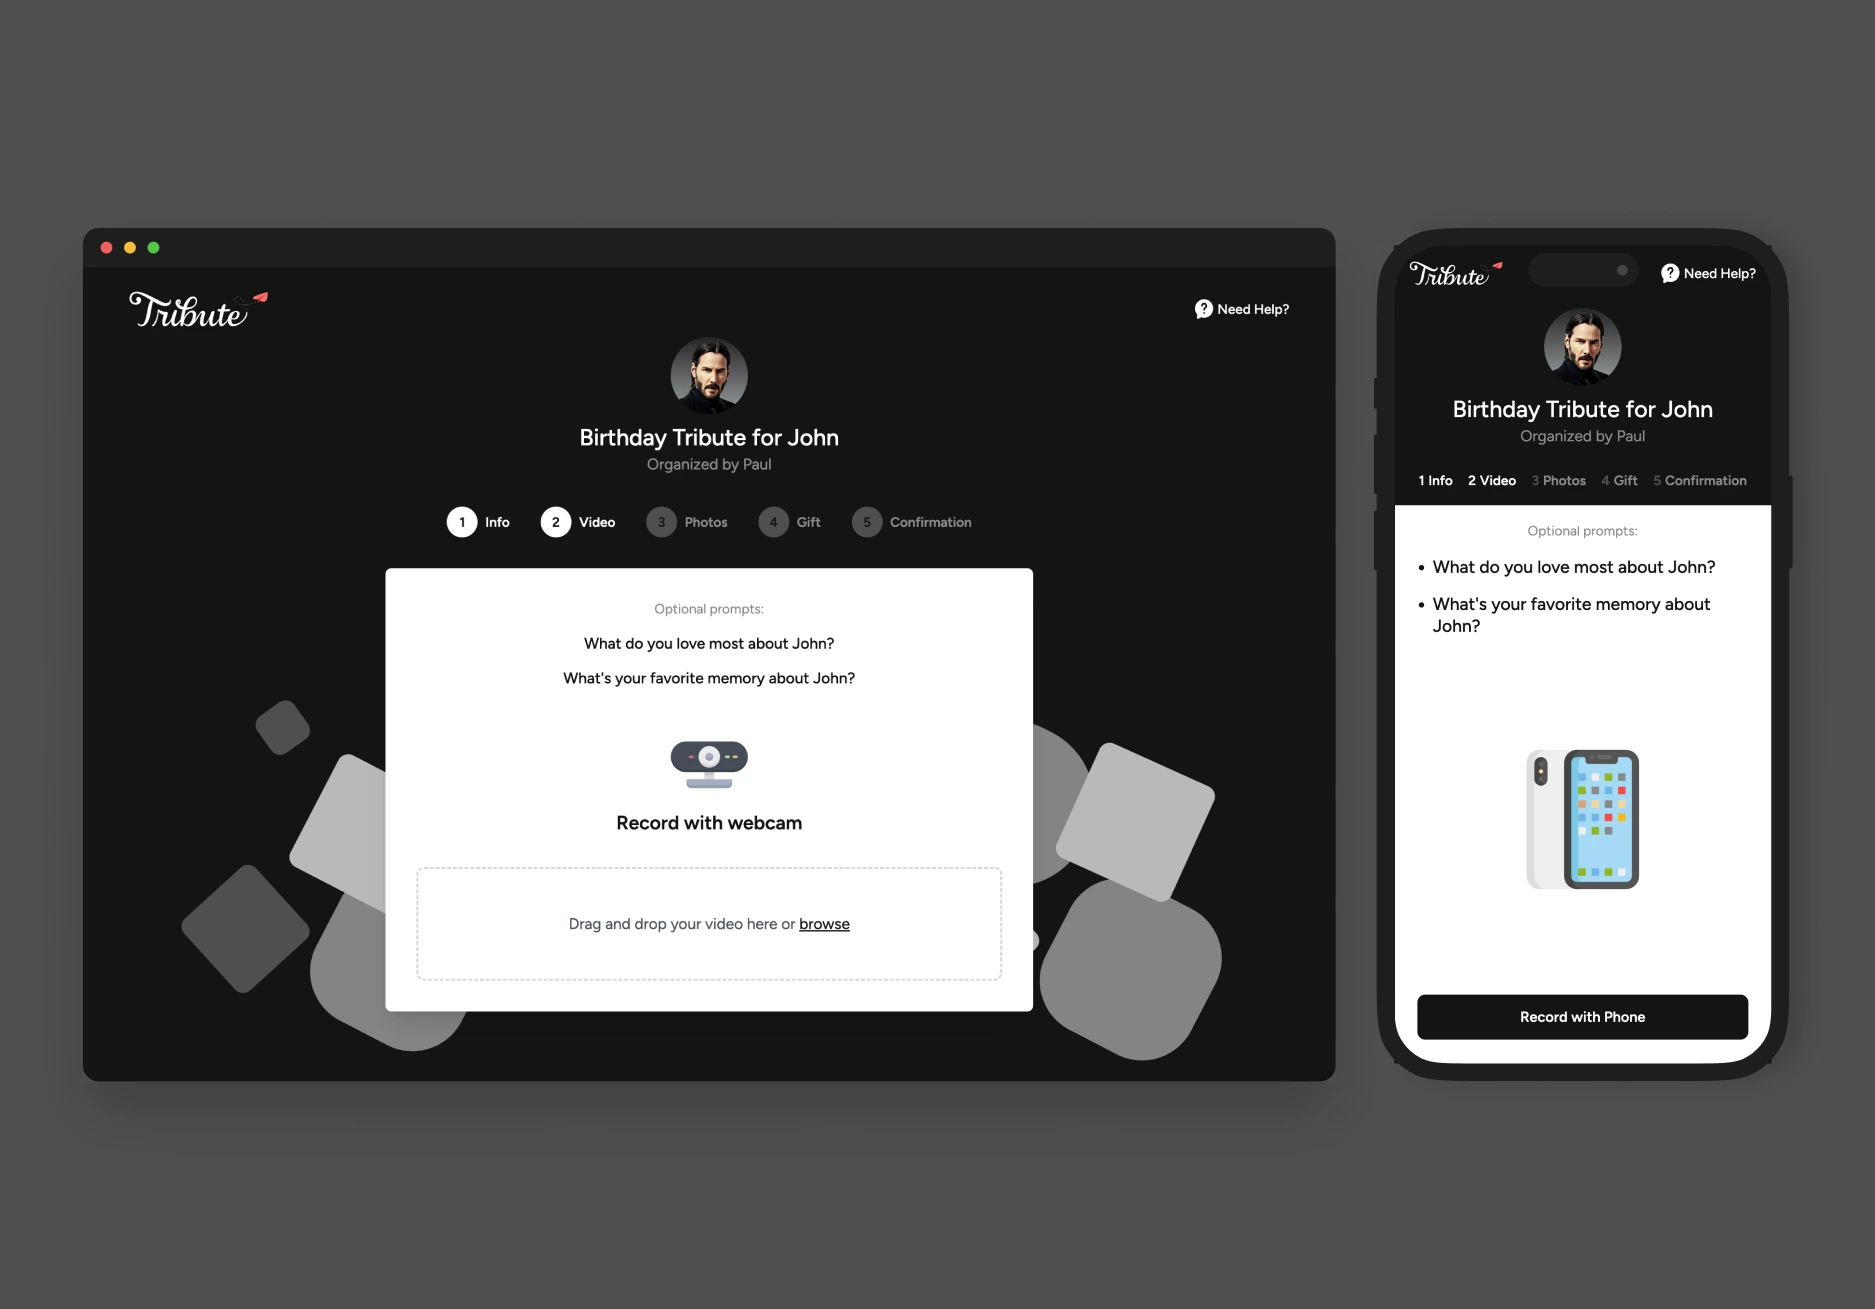 Tribute
Need Help?
Birthday Tribute for John
Organized by Paul
1 Info 2 Video 3 Photos 4 Gift 5 Confirmation
Optional prompts:
What do you love most about John?
What's your favorite memory about John?
Record with webcam
Drag and drop your video here or browse
Tribute
Need Help?
Birthday Tribute for John
Organized by Paul
1 Info 2 Video 3 Photos 4 Gift 5 Confirmation
Optional prompts:
• What do you love most about John?
• What's your favorite memory about
John?
Record with Phone